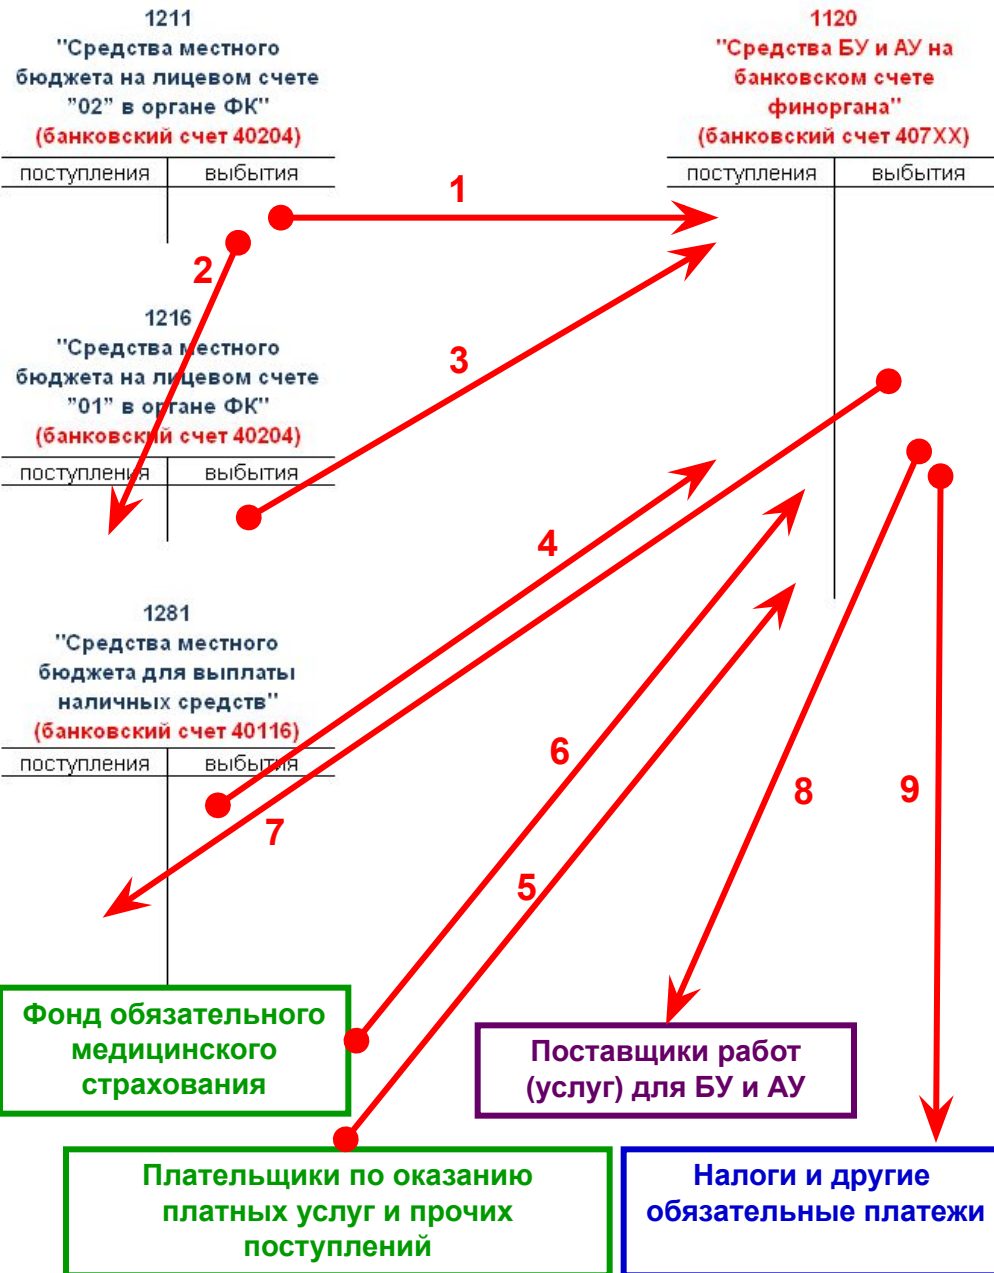 1211
"Средства местного
бюджета на лицевом счете
"02" в органе ФК"
(банковский счет 40204)
поступления
выбытия
1120
"Средства БУ и АУ на
банковском счете
финоргана"
(банковский счет 407XX)
поступления
выбытия
1
2
1216
"Средства местного
бюджета на лицевом счете
"01" в органе ФК"
(банковский счет 40204)
поступления
выбытия
3
4
1281
"Средства местного
бюджета для выплаты
наличных средств"
(банковский счет 40116)
поступления
выбытия
6
7
8
9
5
Фонд обязательного
медицинского
страхования
Поставщики работ
(услуг) для БУ и АУ
Плательщики по оказанию
платных услуг и прочих
поступлений
Налоги и другие
обязательные платежи